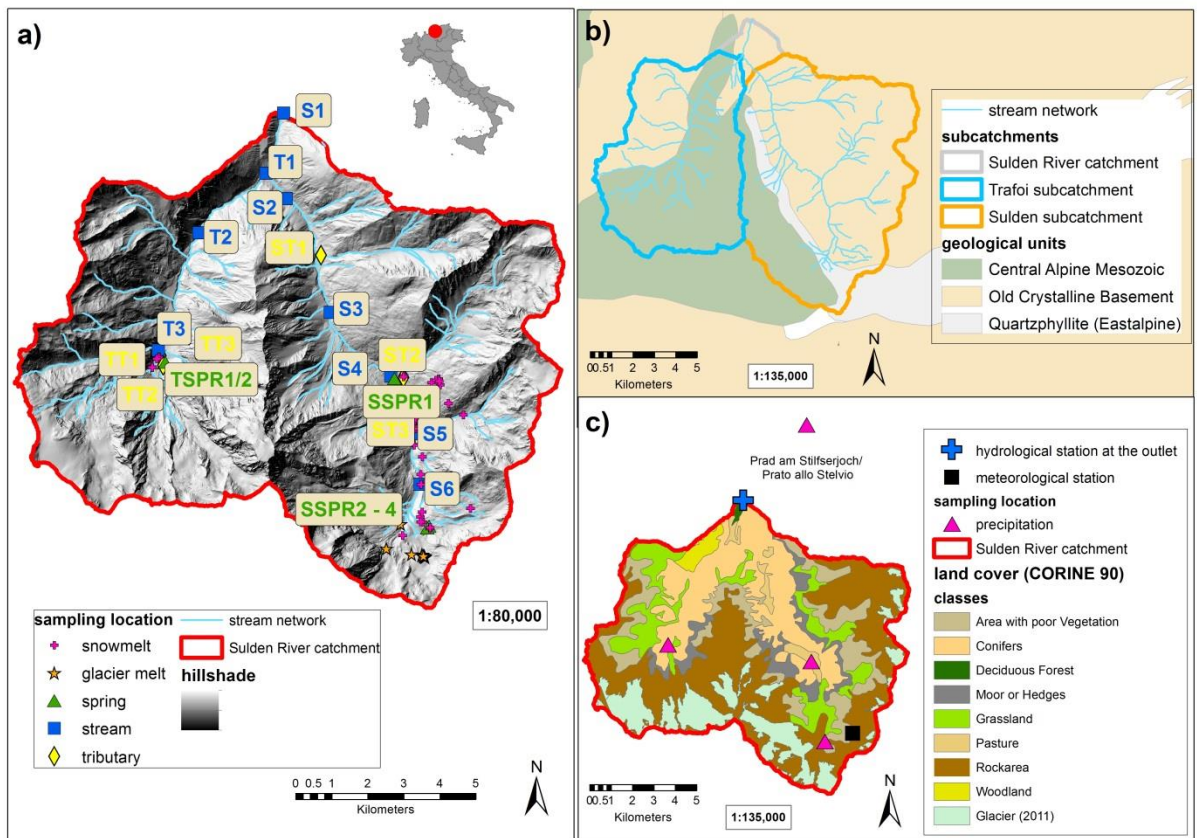 a)
S1
T1
S2
T2
ST1
S3
T3
TT3
TT1
TSPR1/2
TT2
S4
ST2
SSPR1
ST3
S5
S6
SSPR2 - 4
1:80,000
sampling location
snowmelt
glacier melt
spring
stream
tributary
stream network
Sulden River catchment
hillshade
0 0.5 1 2 3 4 5
Kilometers
N
b)
stream network
subcatchments
Sulden River catchment
Trafoi subcatchment
Sulden subcatchment
geological units
Central Alpine Mesozoic
Old Crystalline Basement
Quartzphyllite (Eastalpine)
00.51 2 3 4 5
Kilometers
1:135,000
N
c)
Prad am Stilfserjoch/
Prato allo Stelvio
hydrological station at the outlet
meteorological station
sampling location
precipitation
Sulden River catchment
land cover (CORINE 90)
classes
Area with poor Vegetation
Conifers
Deciduous Forest
Moor or Hedges
Grassland
Pasture
Rockarea
Woodland
Glacier (2011)
00.51 2 3 4 5
Kilometers
1:135,000
N